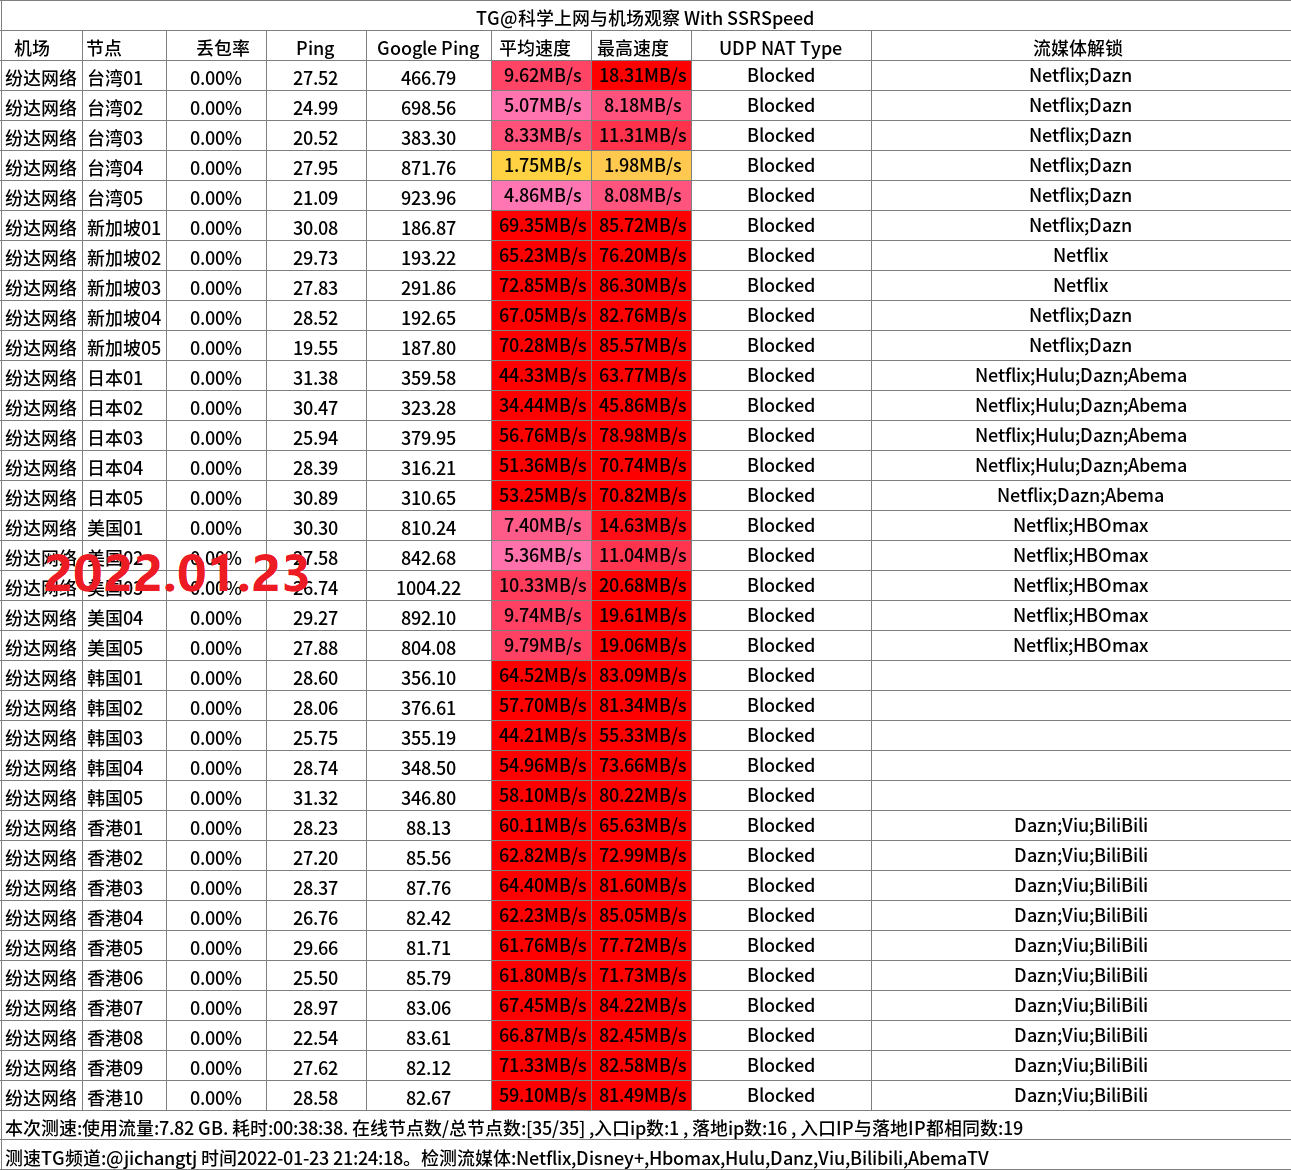 TG@科学上网与机场观察 With SSRSpeed
机场 节点 丢包率 Ping Google Ping 平均速度 最高速度 UDP NAT Type 流媒体解锁
纷达网络 台湾01 0.00% 27.52 466.79 9.62MB/s 18.31MB/s Blocked Netflix;Dazn
纷达网络 台湾02 0.00% 24.99 698.56 5.07MB/s 8.18MB/s Blocked Netflix;Dazn
纷达网络 台湾03 0.00% 20.52 383.30 8.33MB/s 11.31MB/s Blocked Netflix;Dazn
纷达网络 台湾04 0.00% 27.95 871.76 1.75MB/s 1.98MB/s Blocked Netflix;Dazn
纷达网络 台湾05 0.00% 21.09 923.96 4.86MB/s 8.08MB/s Blocked Netflix;Dazn
纷达网络 新加坡01 0.00% 30.08 186.87 69.35MB/s 85.72MB/s Blocked Netflix;Dazn
纷达网络 新加坡02 0.00% 29.73 193.22 65.23MB/s 76.20MB/s Blocked Netflix
纷达网络 新加坡03 0.00% 27.83 291.86 72.85MB/s 86.30MB/s Blocked Netflix
纷达网络 新加坡04 0.00% 28.52 192.65 67.05MB/s 82.76MB/s Blocked Netflix;Dazn
纷达网络 新加坡05 0.00% 19.55 187.80 70.28MB/s 85.57MB/s Blocked Netflix;Dazn
纷达网络 日本01 0.00% 31.38 359.58 44.33MB/s 63.77MB/s Blocked Netflix;Hulu;Dazn;Abema
纷达网络 日本02 0.00% 30.47 323.28 34.44MB/s 45.86MB/s Blocked Netflix;Hulu;Dazn;Abema
纷达网络 日本03 0.00% 25.94 379.95 56.76MB/s 78.98MB/s Blocked Netflix;Hulu;Dazn;Abema
纷达网络 日本04 0.00% 28.39 316.21 51.36MB/s 70.74MB/s Blocked Netflix;Hulu;Dazn;Abema
纷达网络 日本05 0.00% 30.89 310.65 53.25MB/s 70.82MB/s Blocked Netflix;Dazn;Abema
纷达网络 美国01 0.00% 30.30 810.24 7.40MB/s 14.63MB/s Blocked Netflix;HBOmax
纷达网络 美国02 0.00% 27.58 842.68 5.36MB/s 11.04MB/s Blocked Netflix;HBOmax
2022.01.23
纷达网络 美国03 0.00% 26.74 1004.22 10.33MB/s 20.68MB/s Blocked Netflix;HBOmax
纷达网络 美国04 0.00% 29.27 892.10 9.74MB/s 19.61MB/s Blocked Netflix;HBOmax
纷达网络 美国05 0.00% 27.88 804.08 9.79MB/s 19.06MB/s Blocked Netflix;HBOmax
纷达网络 韩国01 0.00% 28.60 356.10 64.52MB/s 83.09MB/s Blocked
纷达网络 韩国02 0.00% 28.06 376.61 57.70MB/s 81.34MB/s Blocked
纷达网络 韩国03 0.00% 25.75 355.19 44.21MB/s 55.33MB/s Blocked
纷达网络 韩国04 0.00% 28.74 348.50 54.96MB/s 73.66MB/s Blocked
纷达网络 韩国05 0.00% 31.32 346.80 58.10MB/s 80.22MB/s Blocked
纷达网络 香港01 0.00% 28.23 88.13 60.11MB/s 65.63MB/s Blocked Dazn;Viu;BiliBili
纷达网络 香港02 0.00% 27.20 85.56 62.82MB/s 72.99MB/s Blocked Dazn;Viu;BiliBili
纷达网络 香港03 0.00% 28.37 87.76 64.40MB/s 81.60MB/s Blocked Dazn;Viu;BiliBili
纷达网络 香港04 0.00% 26.76 82.42 62.23MB/s 85.05MB/s Blocked Dazn;Viu;BiliBili
纷达网络 香港05 0.00% 29.66 81.71 61.76MB/s 77.72MB/s Blocked Dazn;Viu;BiliBili
纷达网络 香港06 0.00% 25.50 85.79 61.80MB/s 71.73MB/s Blocked Dazn;Viu;BiliBili
纷达网络 香港07 0.00% 28.97 83.06 67.45MB/s 84.22MB/s Blocked Dazn;Viu;BiliBili
纷达网络 香港08 0.00% 22.54 83.61 66.87MB/s 82.45MB/s Blocked Dazn;Viu;BiliBili
纷达网络 香港09 0.00% 27.62 82.12 71.33MB/s 82.58MB/s Blocked Dazn;Viu;BiliBili
纷达网络 香港10 0.00% 28.58 82.67 59.10MB/s 81.49MB/s Blocked Dazn;Viu;BiliBili
本次测速:使用流量:7.82 GB. 耗时:00:38:38. 在线节点数/总节点数:[35/35] ,入口ip数:1 , 落地ip数:16 , 入口IP与落地IP都相同数:19
测速TG频道:@jichangtj 时间2022-01-23 21:24:18。检测流媒体:Netflix,Disney+,Hbomax,Hulu,Danz,Viu,Bilibili,AbemaTV